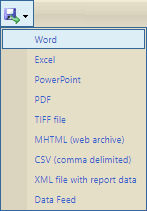 Word
Excel
PowerPoint
PDF
TIFF file
MHTML (web archive)
CSV (comma delimited)
XML file with report data
Data Feed